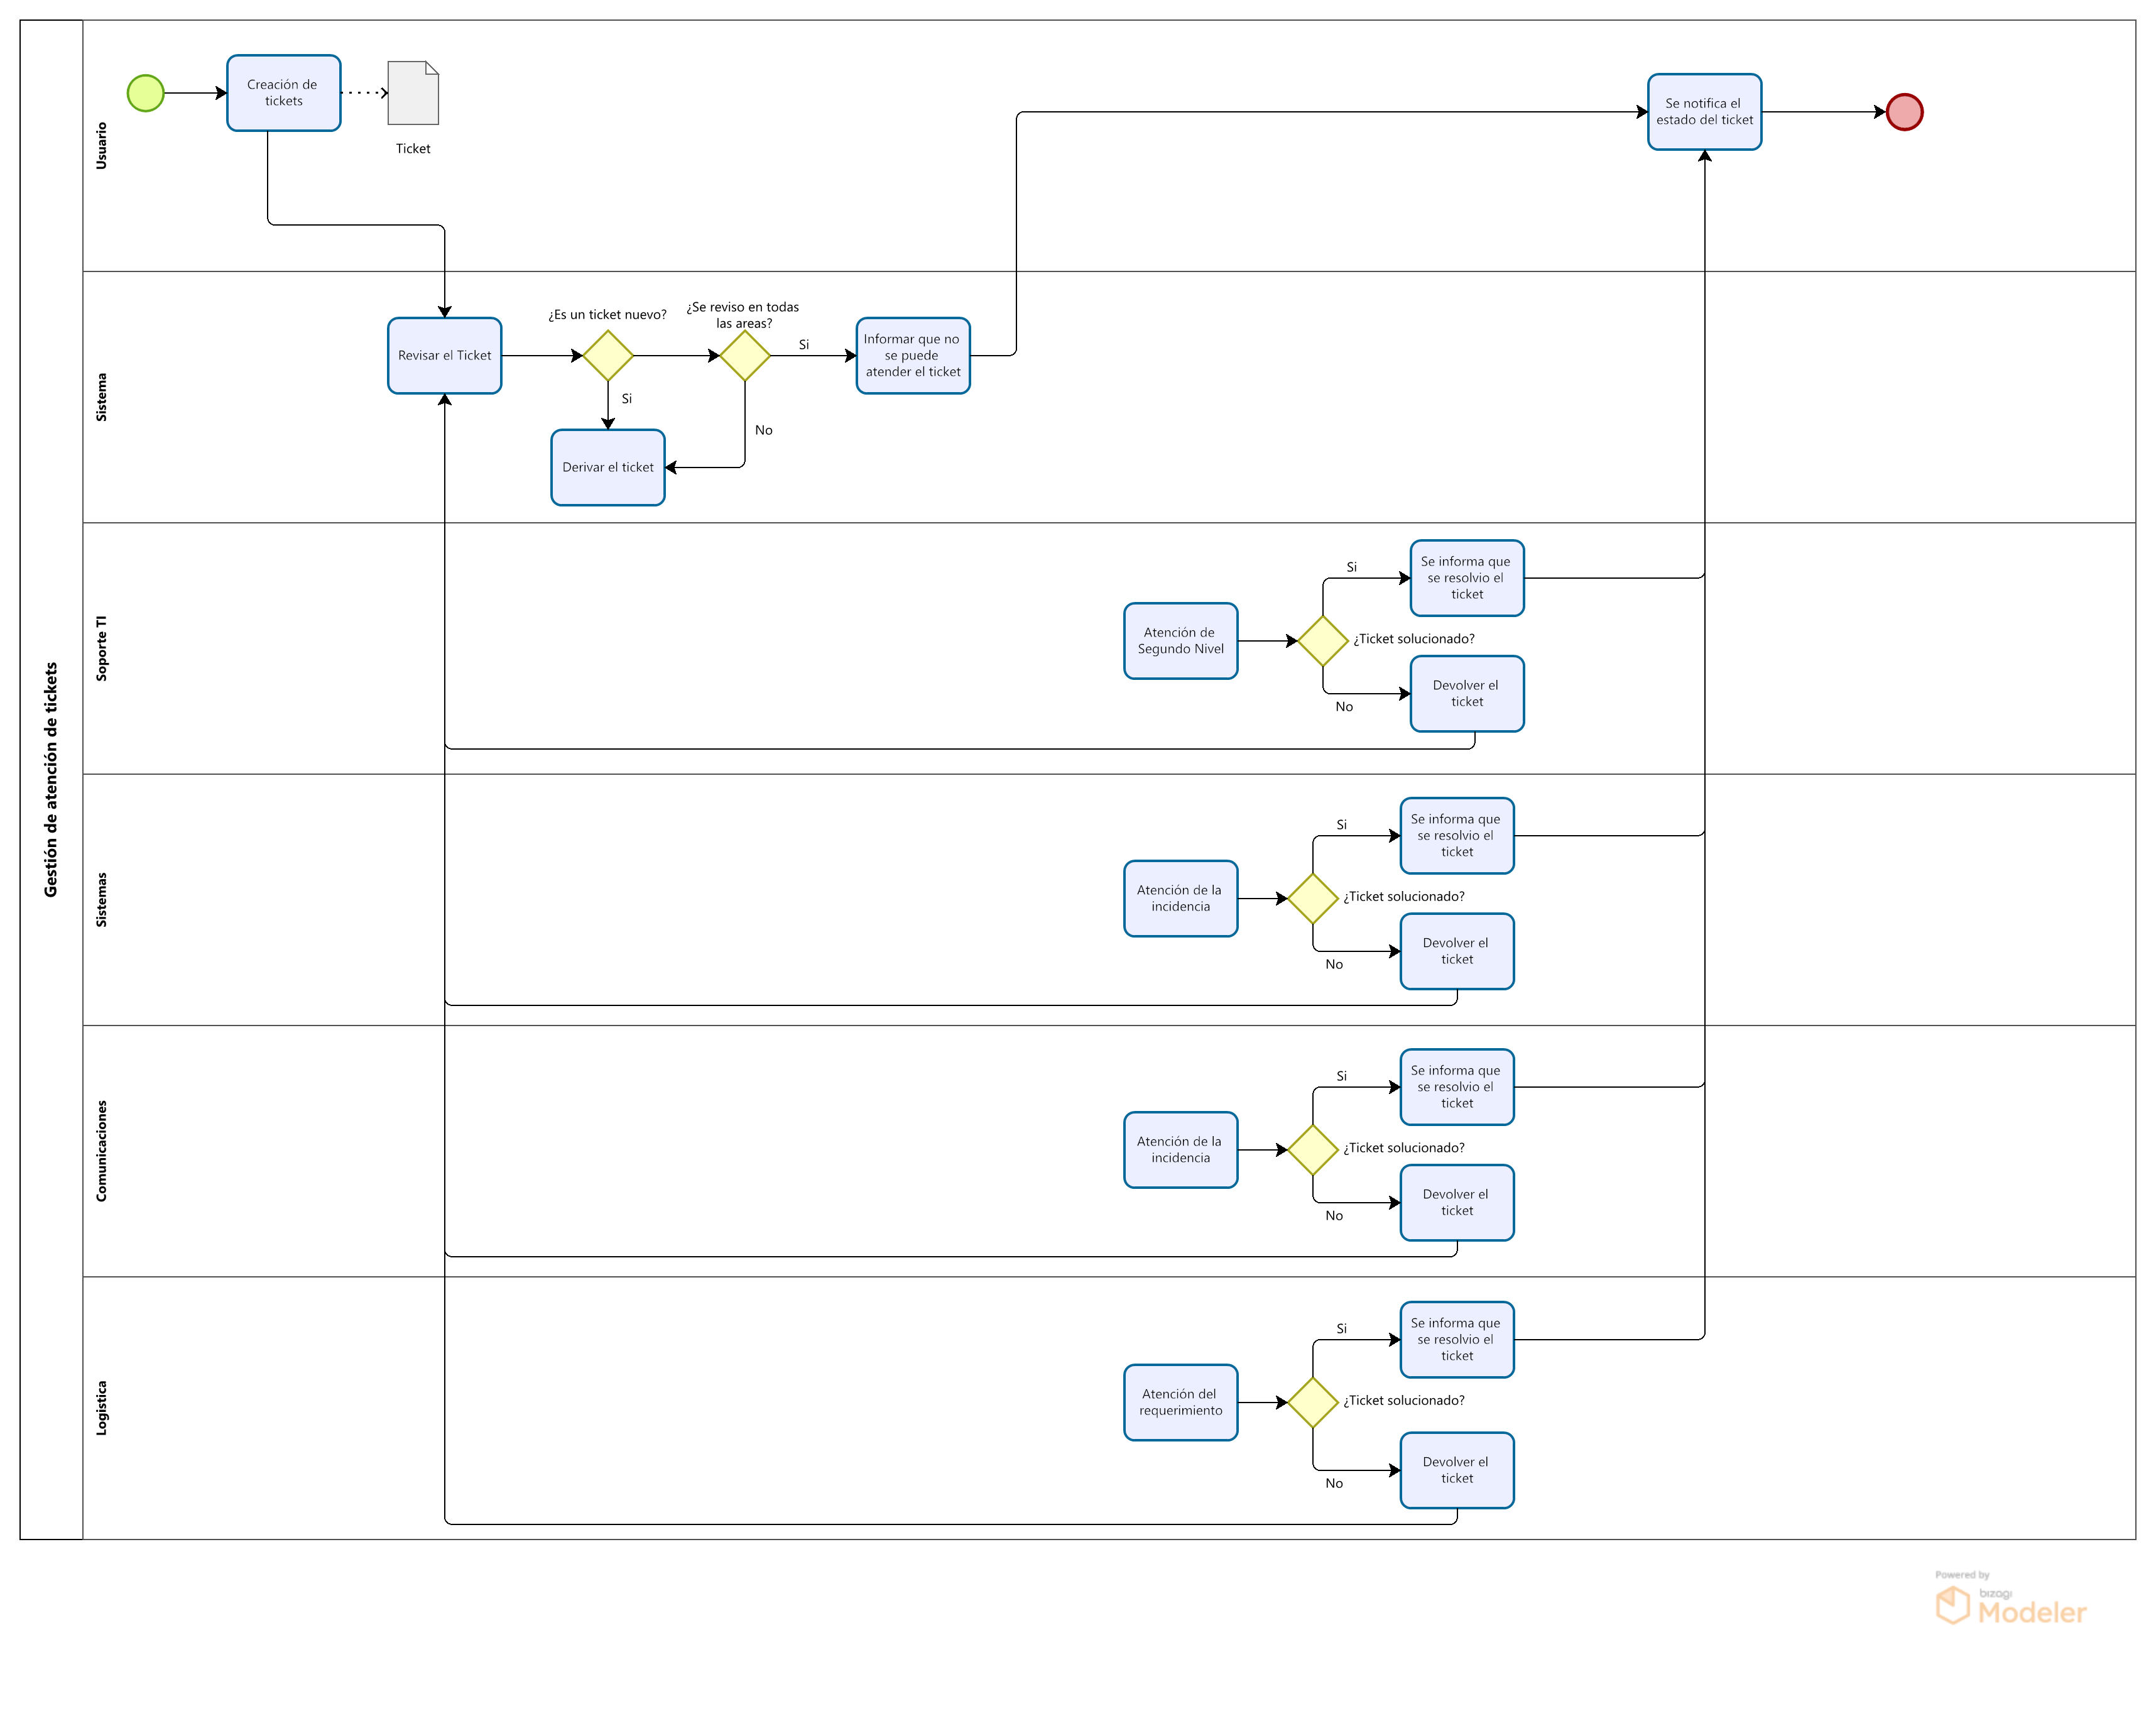 Gestión de atención de tickets
Usuario
Creación de
tickets
Ticket
Se notifica el
estado del ticket
Sistema
Revisar el Ticket
¿Es un ticket nuevo?
Si
¿Se reviso en todas
las areas?
Si
No
Informar que no
se puede
atender el ticket
Derivar el ticket
Soporte TI
Atención de
Segundo Nivel
¿Ticket solucionado?
Si
Se informa que
se resolvio el
ticket
No
Devolver el
ticket
Sistemas
Atención de la
incidencia
¿Ticket solucionado?
Si
Se informa que
se resolvio el
ticket
No
Devolver el
ticket
Comunicaciones
Atención de la
incidencia
¿Ticket solucionado?
Si
Se informa que
se resolvio el
ticket
No
Devolver el
ticket
Logistica
Atención del
requerimiento
¿Ticket solucionado?
Si
Se informa que
se resolvio el
ticket
No
Devolver el
ticket
Powered by
bizagi
Modeler